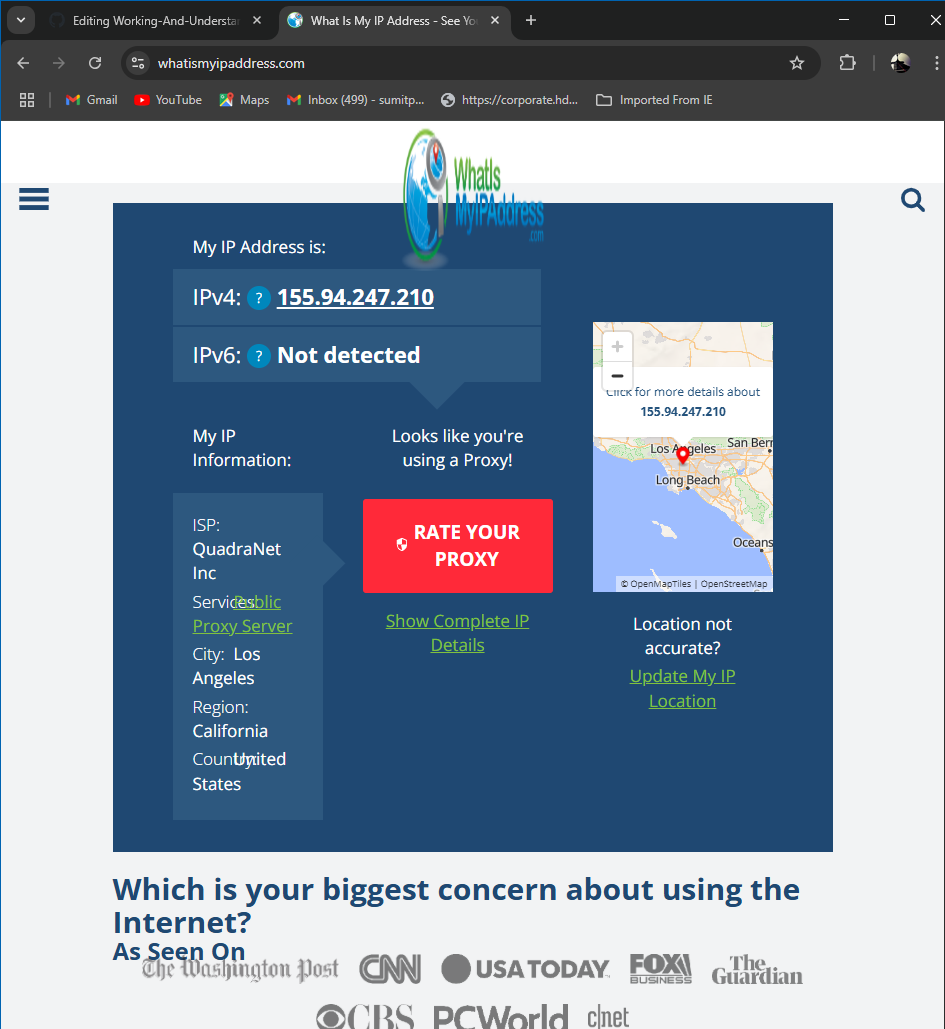 Editing Working-And-Understa
What Is My IP Address - See Yo
whatismyipaddress.com
Gmail
YouTube
Maps
Inbox (499) - sumitp...
https://corporate.hd...
Imported From IE
WhatIs
MyIPAddress
.com
My IP Address is:
IPv4: ? 155.94.247.210
IPv6: ? Not detected
My IP
Information:
ISP:
QuadraNet
Inc
Services: Public
Proxy Server
City: Los
Angeles
Region:
California
Country: United
States
Looks like you're
using a Proxy!
RATE YOUR
PROXY
Show Complete IP
Details
+
−
Click for more details about
155.94.247.210
Los Angeles
San Bern
Long Beach
Oceans
© OpenMapTiles | OpenStreetMap
Location not
accurate?
Update My IP
Location
Which is your biggest concern about using the
Internet?
As Seen On
The Washington Post
CNN
USA TODAY
FOX
BUSINESS
The
Guardian
CBS
PCWorld
c|net